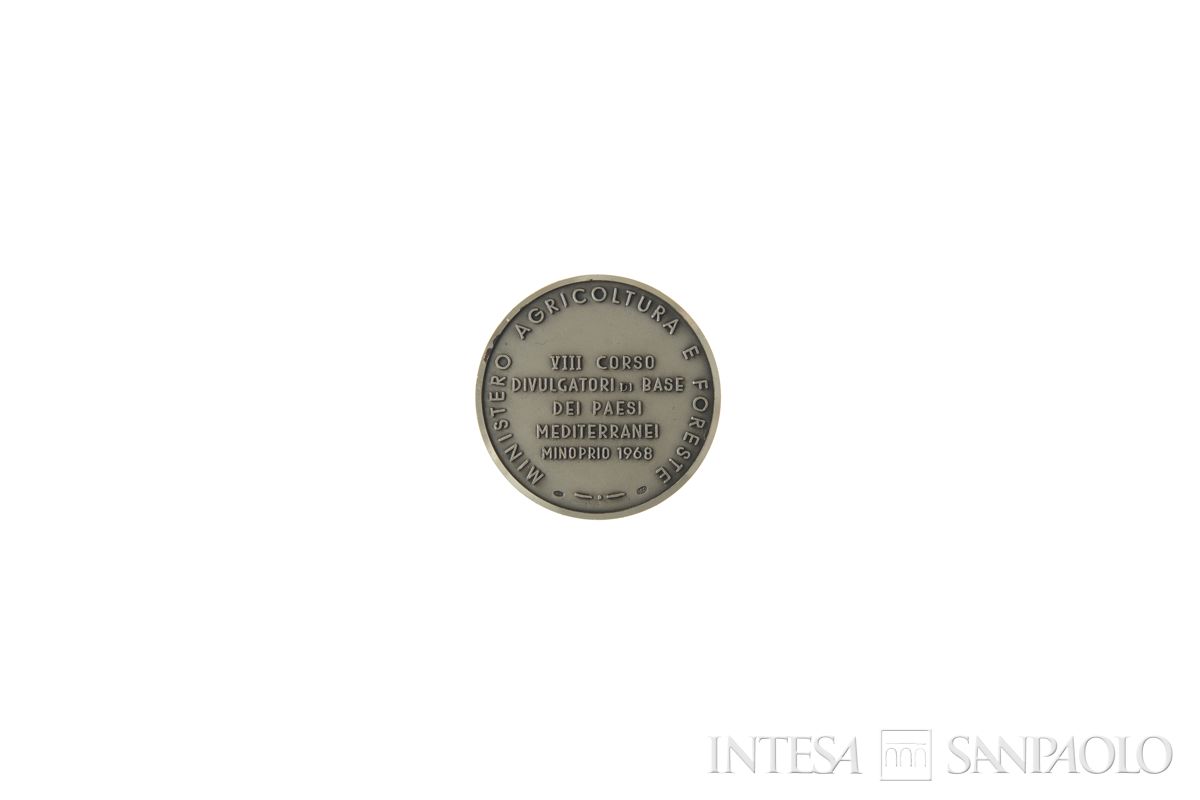 MINISTERO AGRICOLTURA E FORESTE
VIII CORSO
DIVULGATORI DI BASE
DEI PAESI
MEDITERRANEI
MINOPRIO 1968
INTESA SANPAOLO